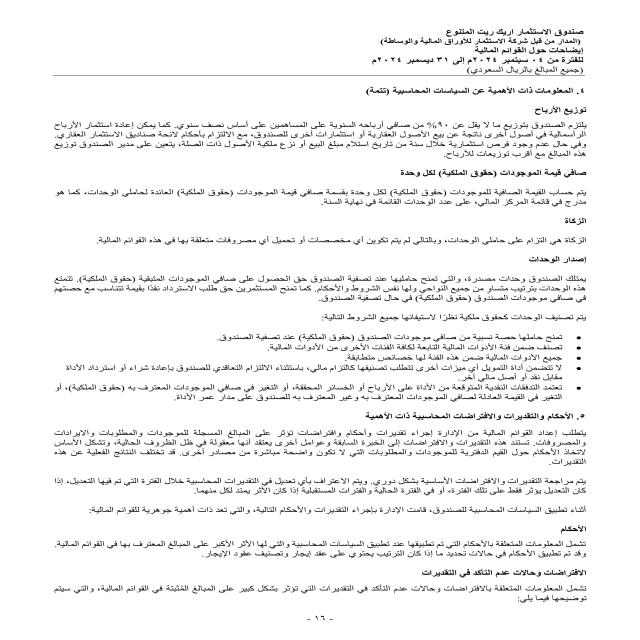 صندوق الاستثمار اريك ريت المتنوع
(المدار من قبل شركة الاستثمار للأوراق المالية والوساطة)
إيضاحات حول القوائم المالية
للفترة من ٠٤ سبتمبر ٢٠٢٤م إلى ٣١ ديسمبر ٢٠٢٤م
(جميع المبالغ بالريال السعودي)
٤. المعلومات ذات الأهمية عن السياسات المحاسبية (تتمة)
توزيع الأرباح
يلتزم الصندوق بتوزيع ما لا يقل عن ٩٠% من صافي أرباحه السنوية على المساهمين على أساس نصف سنوي. كما يمكن إعادة استثمار الأرباح
الرأسمالية في أصول أخرى ناتجة عن بيع الأصول العقارية أو استثمارات أخرى للصندوق، مع الالتزام بأحكام لائحة صناديق الاستثمار العقاري.
وفي حال عدم وجود فرص استثمارية خلال سنة من تاريخ استلام مبلغ البيع أو نزع ملكية الأصول ذات الصلة، يتعين على مدير الصندوق توزيع
هذه المبالغ مع أقرب توزيعات للأرباح.
صافي قيمة الموجودات (حقوق الملكية) لكل وحدة
يتم حساب القيمة الصافية للموجودات (حقوق الملكية) لكل وحدة بقسمة صافي قيمة الموجودات (حقوق الملكية) العائدة لحاملي الوحدات، كما هو
مدرج في قائمة المركز المالي، على عدد الوحدات القائمة في نهاية السنة.
الزكاة
الزكاة هي التزام على حاملي الوحدات، وبالتالي لم يتم تكوين أي مخصصات أو تحميل أي مصروفات متعلقة بها في هذه القوائم المالية.
إصدار الوحدات
يمتلك الصندوق وحدات مصدرة، والتي تمنح حامليها عند تصفية الصندوق حق الحصول على صافي الموجودات المتبقية (حقوق الملكية). تتمتع
هذه الوحدات بترتيب متساوٍ من جميع النواحي ولها نفس الشروط والأحكام. كما تمنح المستثمرين حق طلب الاسترداد نقدًا بقيمة تتناسب مع حصتهم
في صافي موجودات الصندوق (حقوق الملكية) في حال تصفية الصندوق.
يتم تصنيف الوحدات كحقوق ملكية نظرًا لاستيفائها جميع الشروط التالية:
• تمنح حاملها حصة نسبية من صافي موجودات الصندوق (حقوق الملكية) عند تصفية الصندوق.
• تصنف ضمن فئة الأدوات المالية التابعة لكافة الفئات الأخرى من الأدوات المالية.
• جميع الأدوات المالية ضمن هذه الفئة لها خصائص متطابقة.
• لا تتضمن أداة التمويل أي ميزات أخرى تتطلب تصنيفها كالتزام مالي، باستثناء الالتزام التعاقدي للصندوق بإعادة شراء أو استرداد الأداة
مقابل نقد أو أصل مالي آخر.
• تعتمد التدفقات النقدية المتوقعة من الأداة على الأرباح أو الخسائر المحققة، أو التغير في صافي الموجودات المعترف به (حقوق الملكية)، أو
التغير في القيمة العادلة لصافي الموجودات المعترف به وغير المعترف به للصندوق على مدار عمر الأداة.
٥. الأحكام والتقديرات والافتراضات المحاسبية ذات الأهمية
يتطلب إعداد القوائم المالية من الإدارة إجراء تقديرات وأحكام وافتراضات تؤثر على المبالغ المسجلة للموجودات والمطلوبات والايرادات
والمصروفات. تستند هذه التقديرات والافتراضات إلى الخبرة السابقة وعوامل أخرى يعتقد أنها معقولة في ظل الظروف الحالية، وتشكل الأساس
لاتخاذ الأحكام حول القيم الدفترية للموجودات والمطلوبات التي لا تكون واضحة مباشرة من مصادر أخرى. قد تختلف النتائج الفعلية عن هذه
التقديرات.
يتم مراجعة التقديرات والافتراضات الأساسية بشكل دوري. ويتم الاعتراف بأي تعديل في التقديرات المحاسبية خلال الفترة التي تم فيها التعديل، إذا
كان التعديل يؤثر فقط على تلك الفترة، أو في الفترة الحالية والفترات المستقبلية إذا كان الأثر يمتد لكل منهما.
أثناء تطبيق السياسات المحاسبية للصندوق، قامت الإدارة بإجراء التقديرات والأحكام التالية، والتي تعد ذات أهمية جوهرية للقوائم المالية:
الأحكام
تشمل المعلومات المتعلقة بالأحكام التي تم تطبيقها عند تطبيق السياسات المحاسبية والتي لها الأثر الأكبر على المبالغ المعترف بها في القوائم المالية.
وقد تم تطبيق الأحكام في حالات تحديد ما إذا كان الترتيب يحتوي على عقد إيجار وتصنيف عقود الإيجار.
الافتراضات وحالات عدم التأكد في التقديرات
تشمل المعلومات المتعلقة بالافتراضات وحالات عدم التأكد في التقديرات التي تؤثر بشكل كبير على المبالغ المُثبتة في القوائم المالية، والتي سيتم
توضيحها فيما يلي:
- ١٦ -